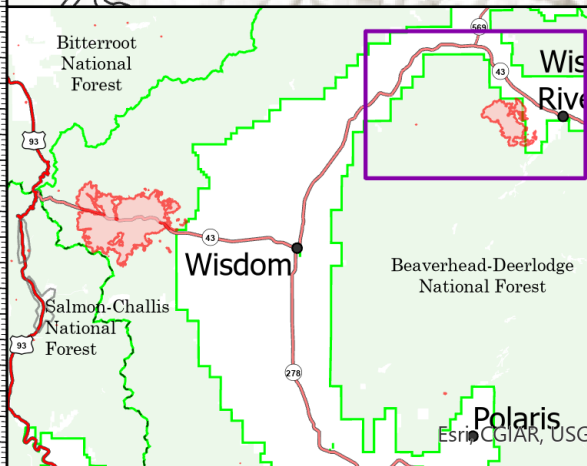 Bitterroot
National
Forest
569
43
Wis
Rive
93
43
Wisdom
Beaverhead-Deerlodge
National Forest
Salmon-Challis
National
Forest
93
278
Polaris
Esri, CGIAR, USG